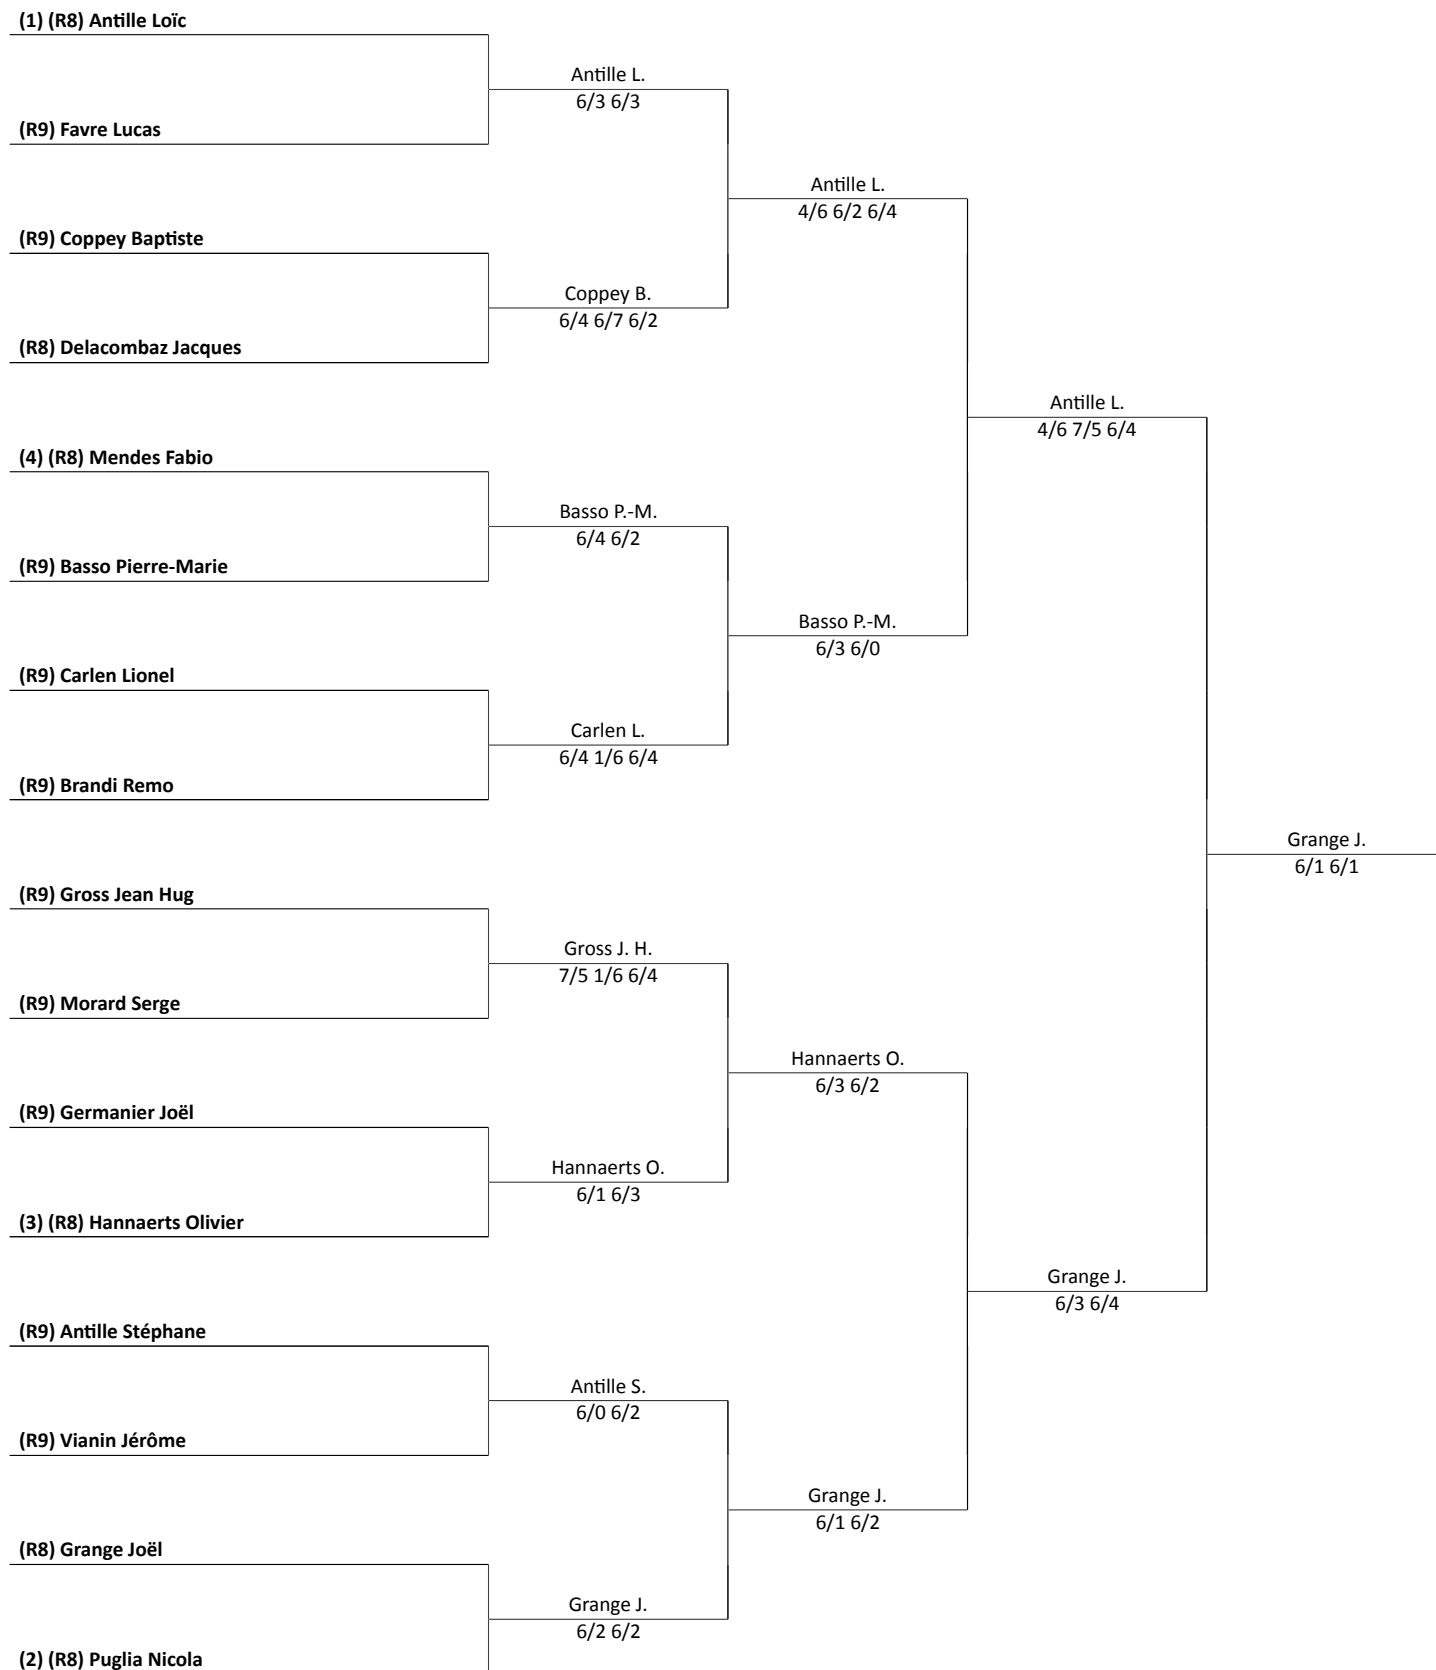 (1) (R8) Antille Loïc
Antille L.
6/3 6/3
(R9) Favre Lucas
Antille L.
4/6 6/2 6/4
(R9) Coppey Baptiste
Coppey B.
6/4 6/7 6/2
(R8) Delacombaz Jacques
Antille L.
4/6 7/5 6/4
(4) (R8) Mendes Fabio
Basso P.-M.
6/4 6/2
(R9) Basso Pierre-Marie
Basso P.-M.
6/3 6/0
(R9) Carlen Lionel
Carlen L.
6/4 1/6 6/4
(R9) Brandi Remo
Grange J.
6/1 6/1
(R9) Gross Jean Hug
Gross J. H.
7/5 1/6 6/4
(R9) Morard Serge
Hannaerts O.
6/3 6/2
(R9) Germanier Joël
Hannaerts O.
6/1 6/3
(3) (R8) Hannaerts Olivier
Grange J.
6/3 6/4
(R9) Antille Stéphane
Antille S.
6/0 6/2
(R9) Vianin Jérôme
Grange J.
6/1 6/2
(R8) Grange Joël
Grange J.
6/2 6/2
(2) (R8) Puglia Nicola